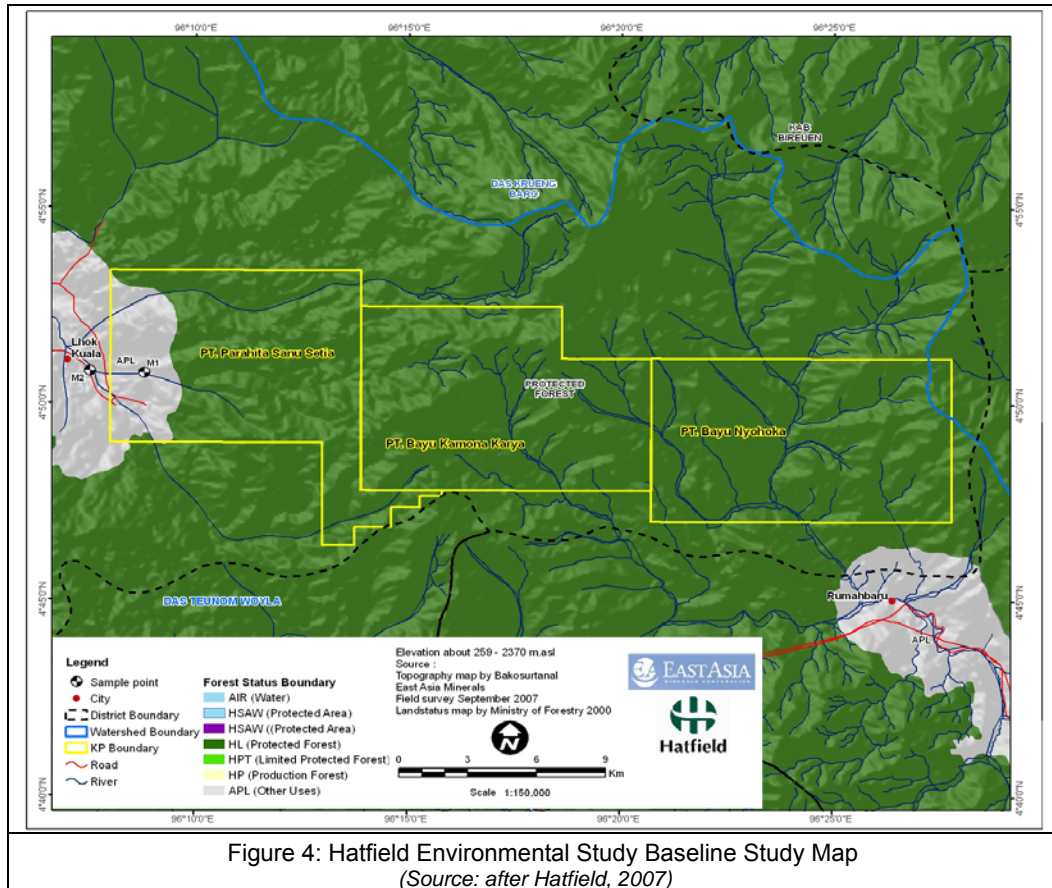 96°10'0"E
96°15'0"E
96°20'0"E
96°25'0"E
KAB
BIREUEN
DAS KRUENG
BARO
4°55'0"N
4°55'0"N
Lhok
Kuala
APL
M1
M2
PT. Parahita Sanu Setia
PROTECTED
FOREST
4°50'0"N
4°50'0"N
PT. Bayu Kamona Karya
PT. Bayu Nyohoka
DAS TEUNOM WOYLA
4°45'0"N
4°45'0"N
Rumahbaru
APL
Legend
Sample point
City
District Boundary
Watershed Boundary
KP Boundary
Road
River
Forest Status Boundary
AIR (Water)
HSAW (Protected Area)
HSAW ((Protected Area)
HL (Protected Forest)
HPT (Limited Protected Forest)
HP (Production Forest)
APL (Other Uses)
Elevation about 259 - 2370 m.asl
Source :
Topography map by Bakosurtanal
East Asia Minerals
Field survey September 2007
Landstatus map by Ministry of Forestry 2000
N
0 3 6 9
Km
Scale 1:150,000
EASTASIA
MINERALS CORPORATION
Hatfield
4°40'0"N
4°40'0"N
96°10'0"E
96°15'0"E
96°20'0"E
96°25'0"E
Figure 4: Hatfield Environmental Study Baseline Study Map
(Source: after Hatfield, 2007)